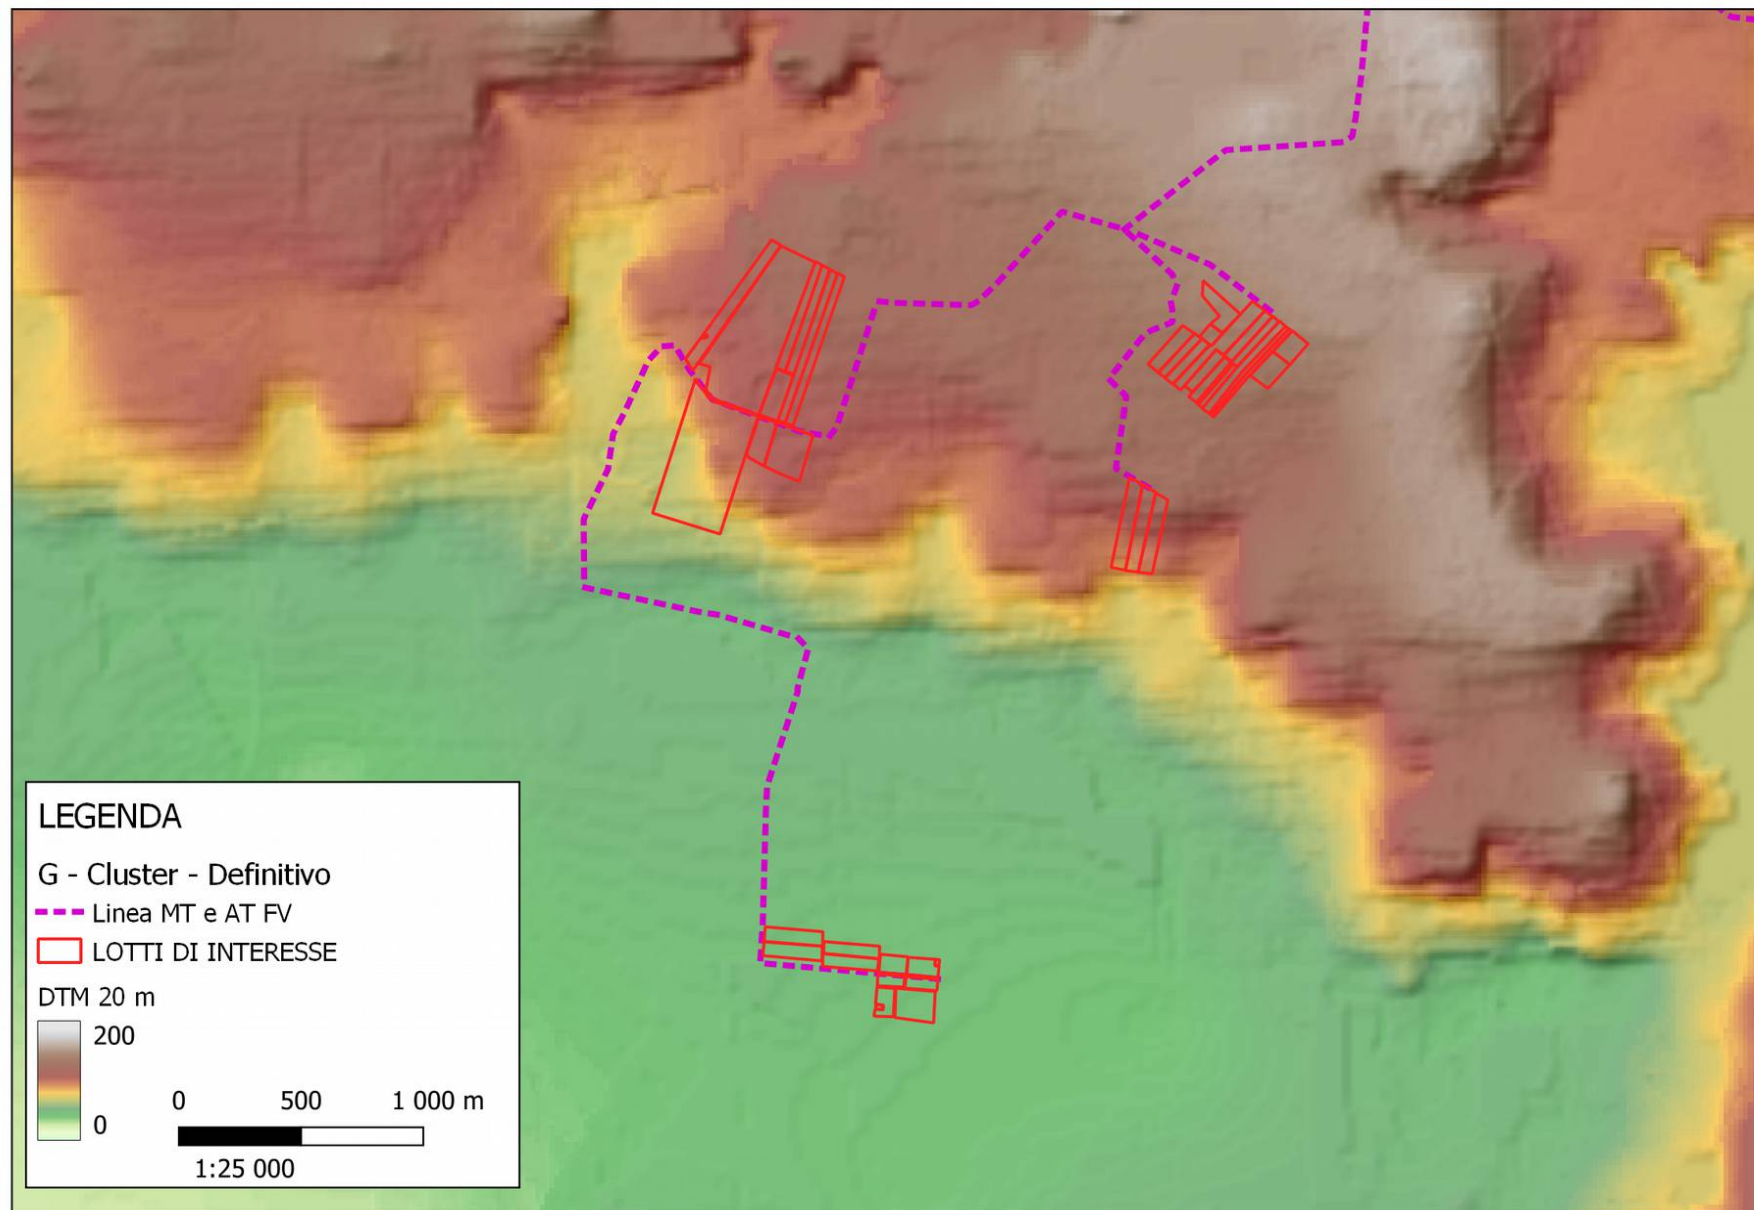 LEGENDA
G - Cluster - Definitivo
Linea MT e AT FV
LOTTI DI INTERESSE
DTM 20 m
200
0
0 500 1 000 m
1:25 000